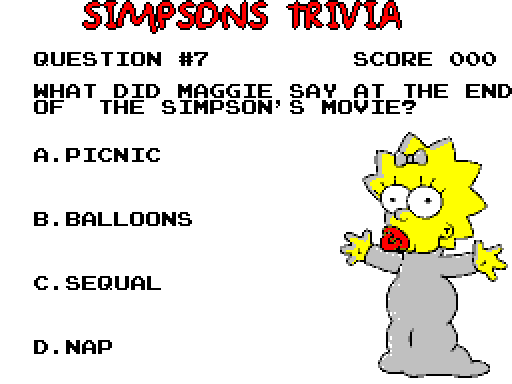 SIMPSONS TRIVIA
QUESTION #7 SCORE 000
WHAT DID MAGGIE SAY AT THE END
OF THE SIMPSON'S MOVIE?
A.PICNIC
B.BALLOONS
C.SEQUAL
D.NAP